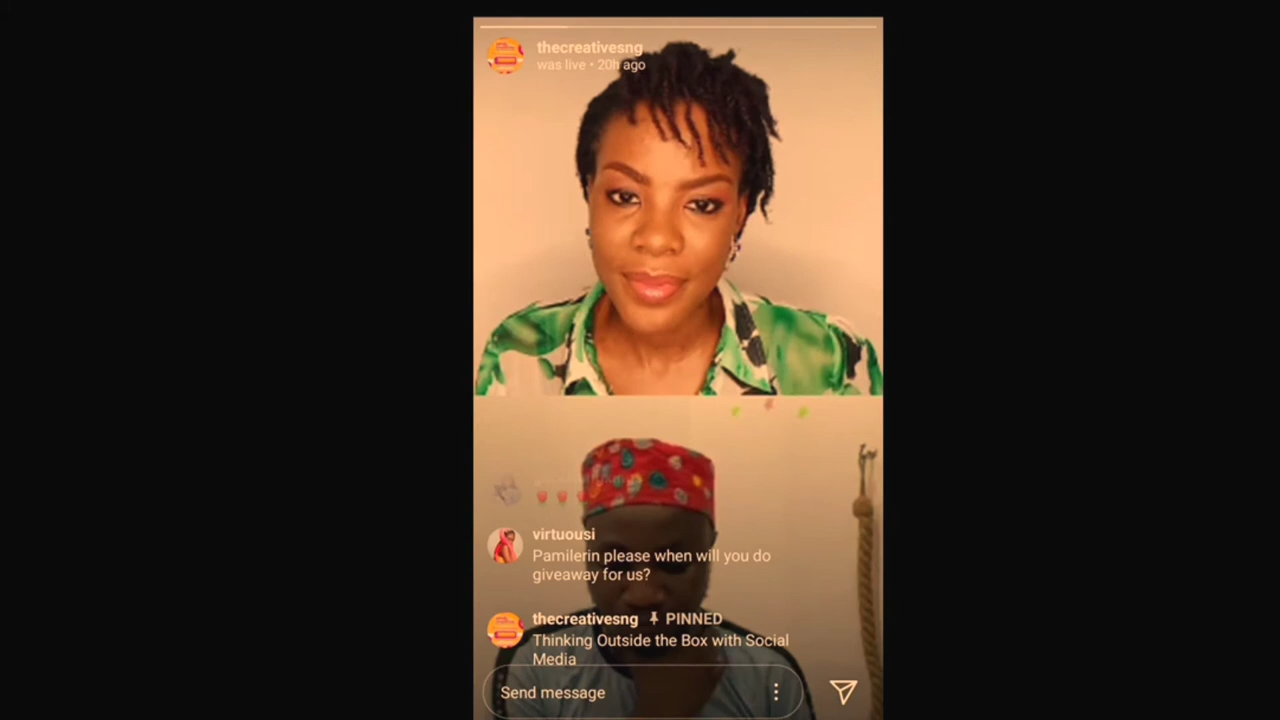 thecreativesng
was live • 20h ago
virtuousi
Pamilerin please when will you do
giveaway for us?
thecreativesng PINNED
Thinking Outside the Box with Social
Media
Send message